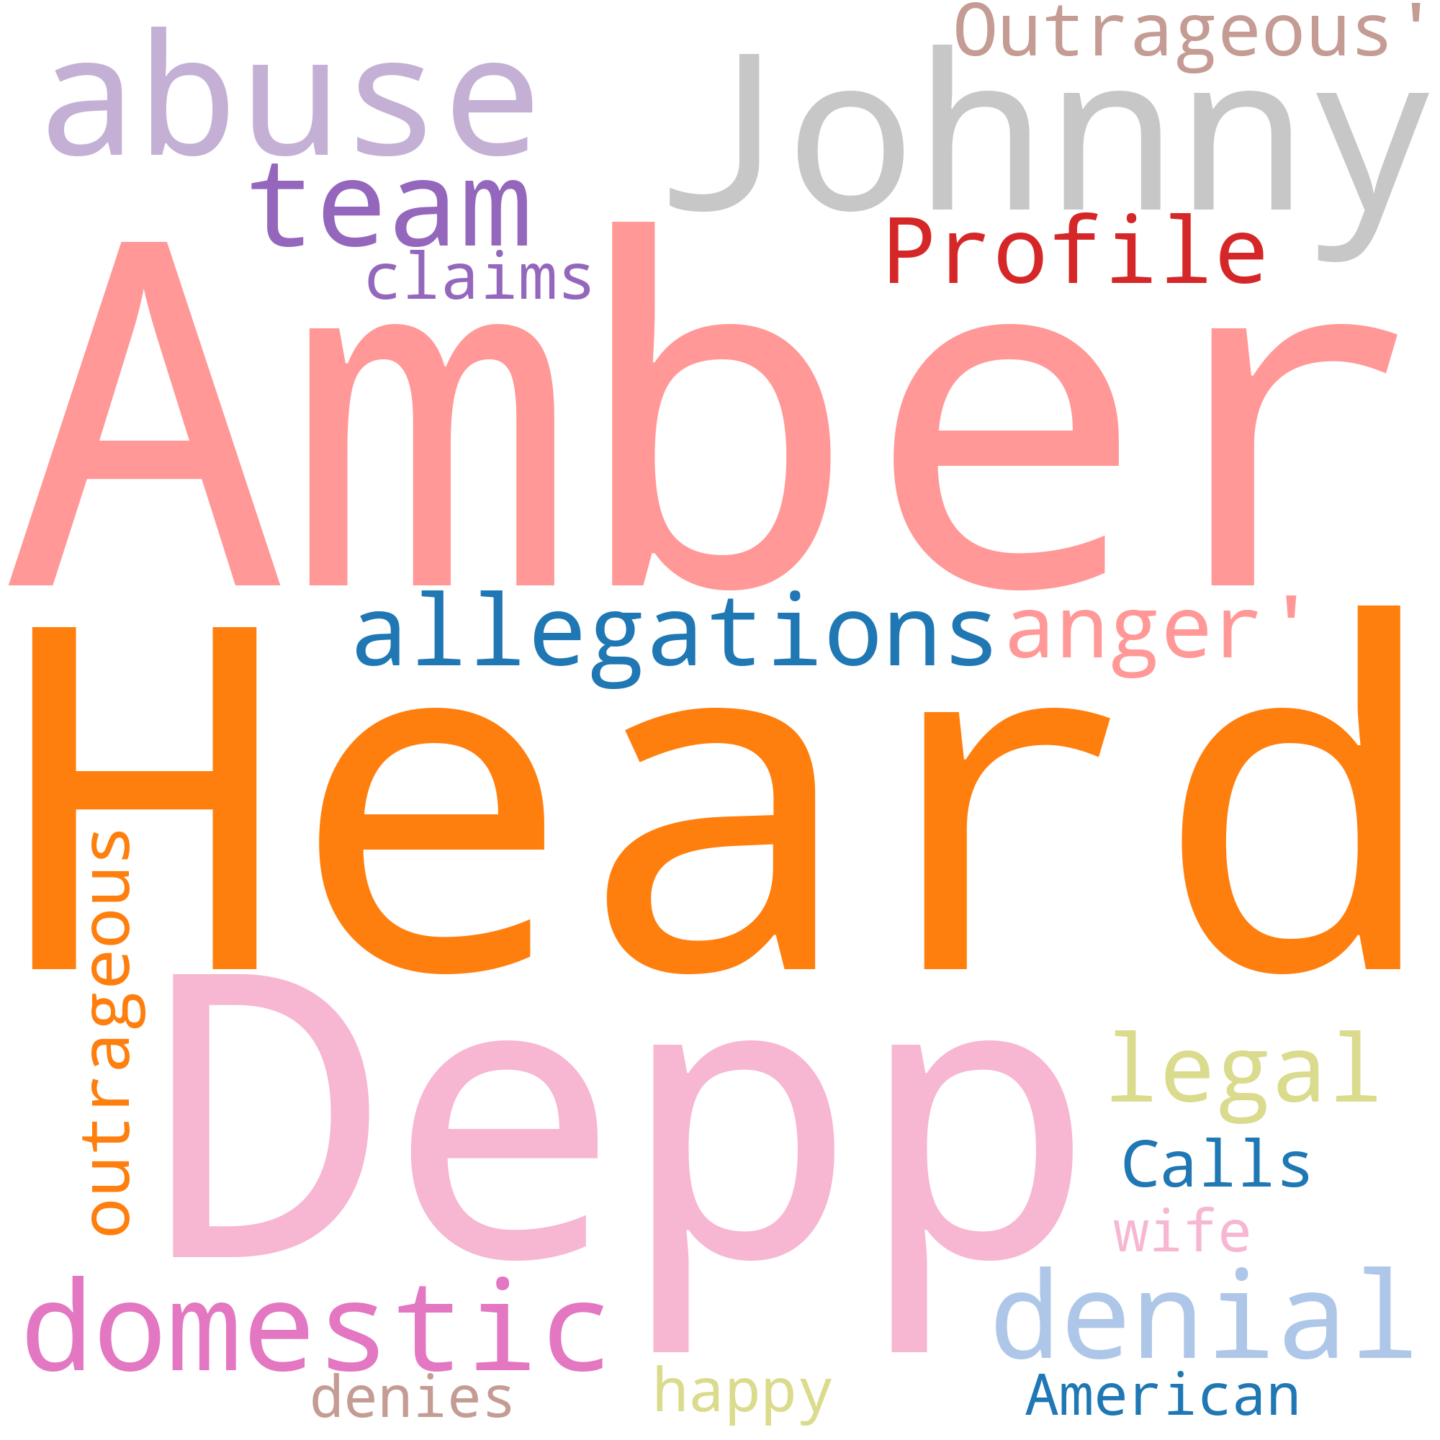 Outrageous'
abuse
Johnny
team
Profile
claims
Amber
allegations
anger'
Heard
outrageous
Depp
legal
Calls
wife
domestic
denial
denies
happy
American